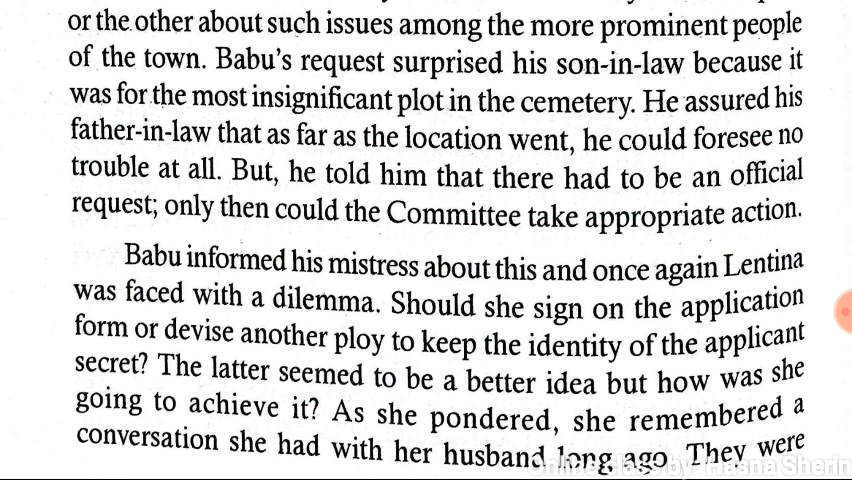 or the other about such issues among the more prominent people
of the town. Babu's request surprised his son-in-law because it
was for the most insignificant plot in the cemetery. He assured his
father-in-law that as far as the location went, he could foresee no
trouble at all. But, he told him that there had to be an official
request; only then could the Committee take appropriate action.
Babu informed his mistress about this and once again Lentina
was faced with a dilemma. Should she sign on the application
form or devise another ploy to keep the identity of the applicant
secret? The latter seemed to be a better idea but how was she
going to achieve it? As she pondered, she remembered a
conversation she had with her husband long ago. They were
Online class by Hasna Sherin